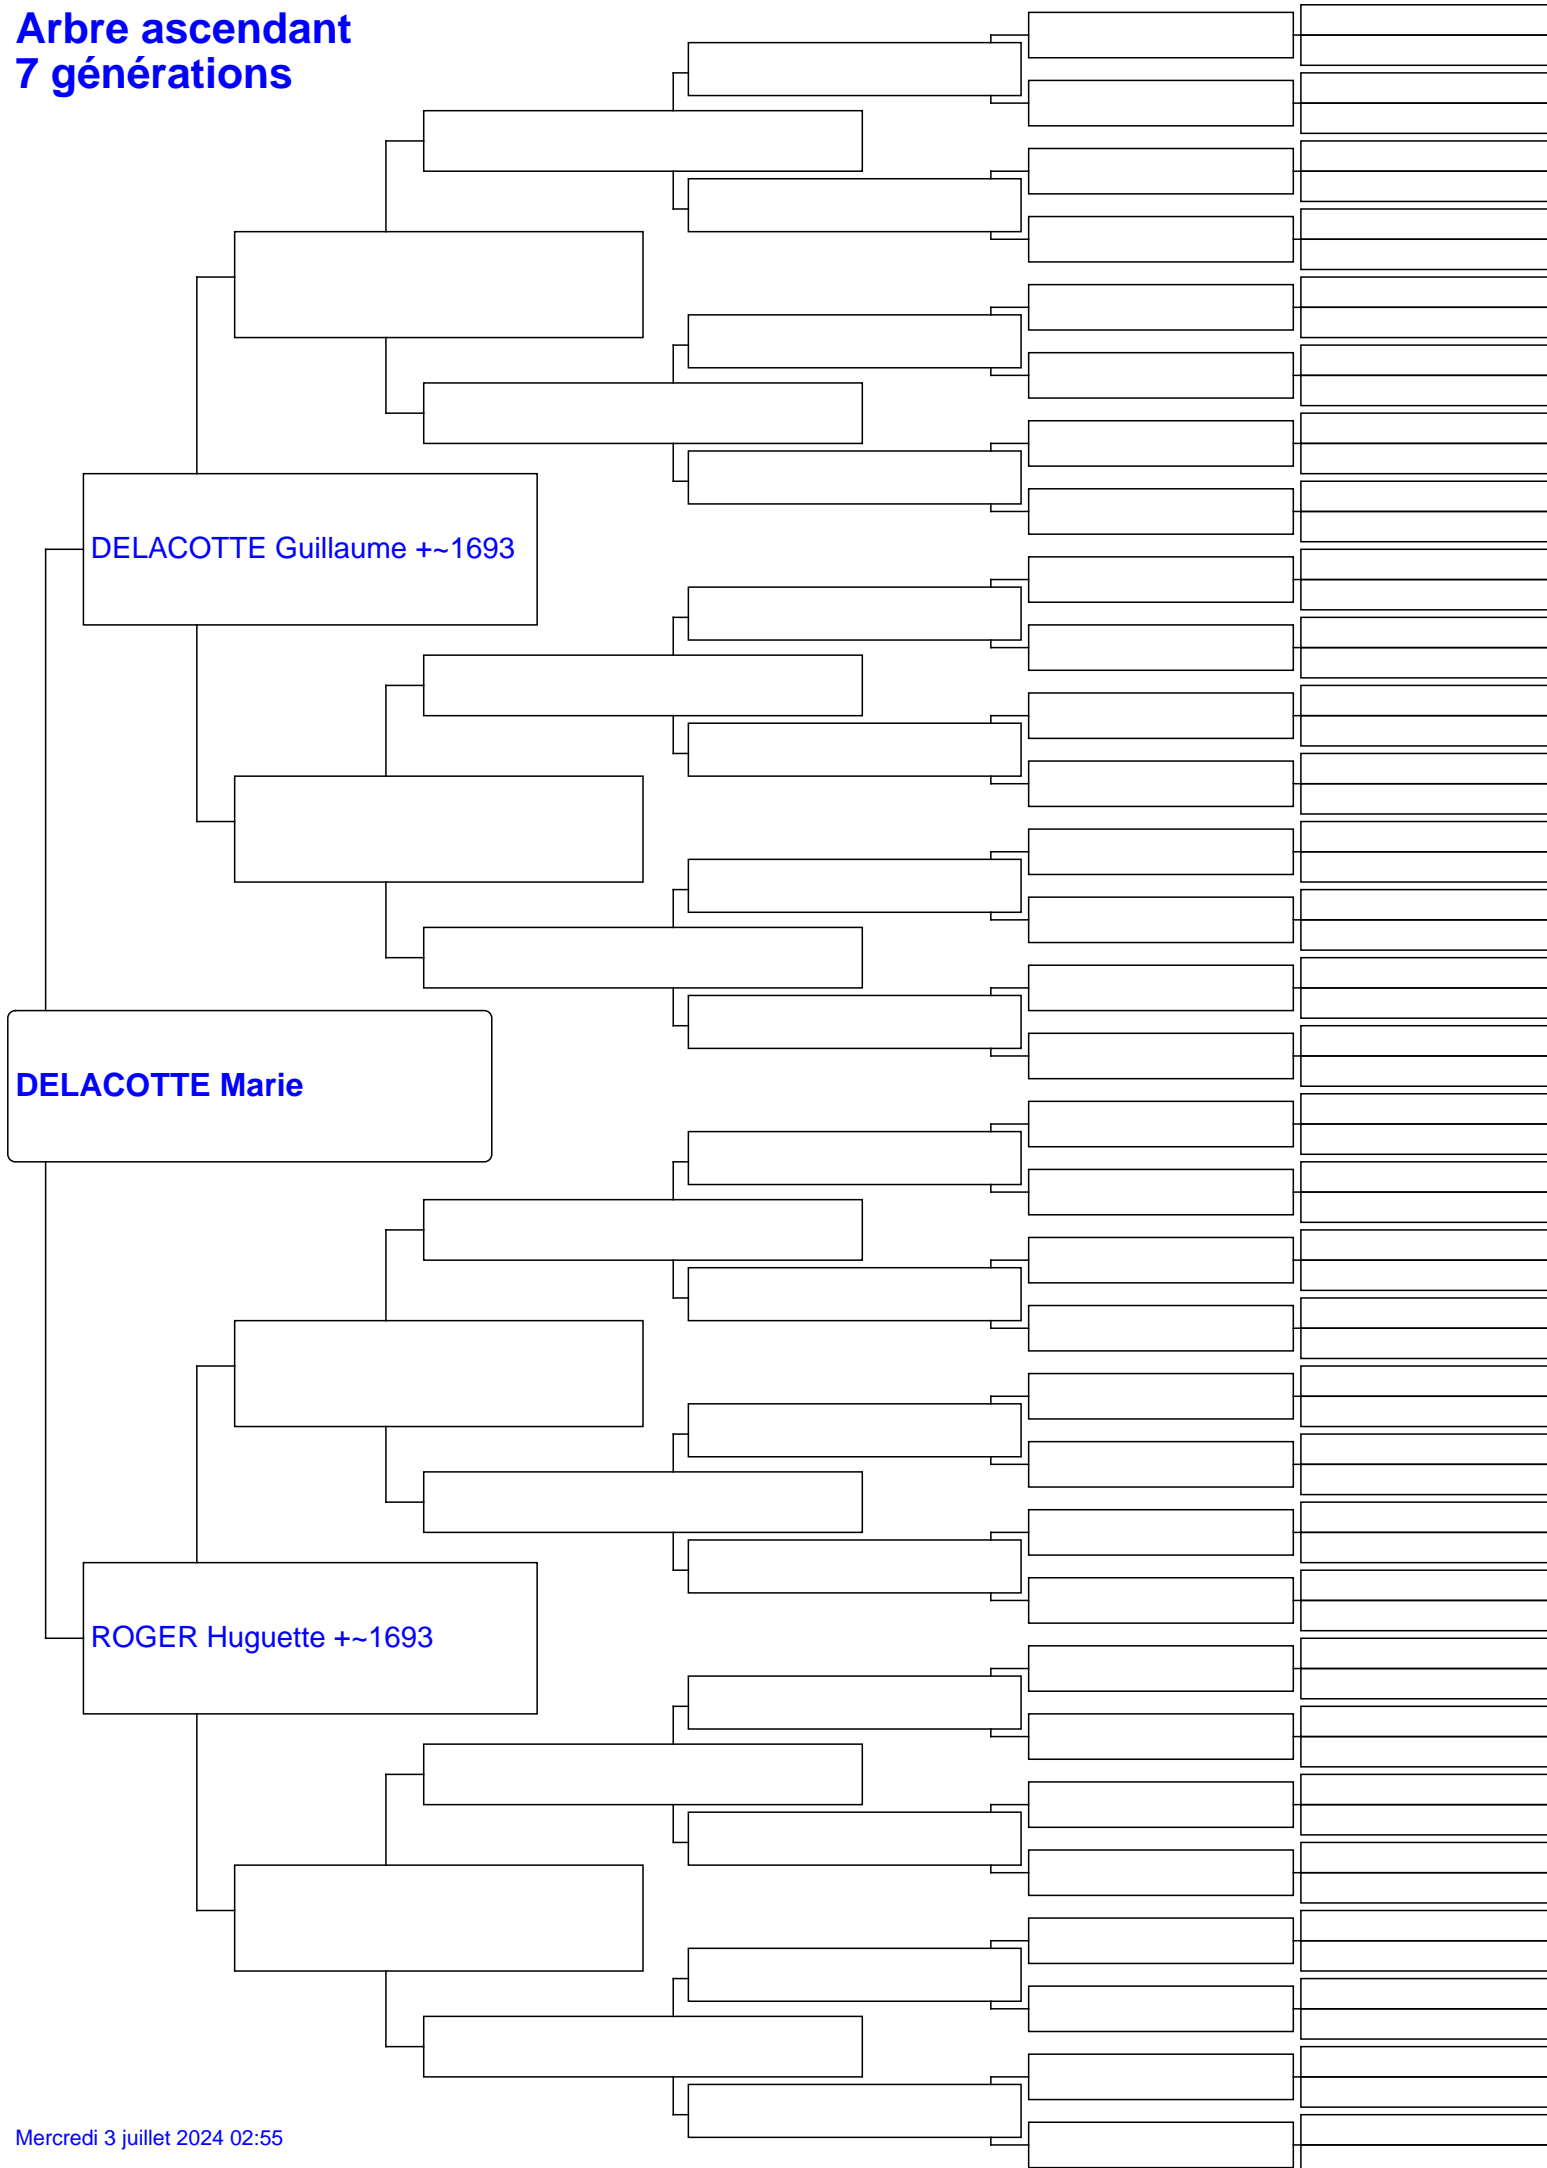 Arbre ascendant
7 générations
DELACOTTE Guillaume +~1693
DELACOTTE Marie
ROGER Huguette +~1693
Mercredi 3 juillet 2024 02:55